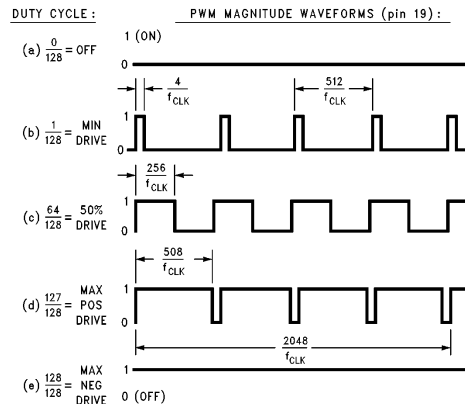 DUTY CYCLE: PWM MAGNITUDE WAVEFORMS (pin 19):
1 (ON)
(a) 0/128 = OFF
0
4/fCLK 512/fCLK
1
(b) 1/128 = MIN DRIVE
0
256/fCLK
1
(c) 64/128 = 50% DRIVE
0
508/fCLK
1
(d) 127/128 = MAX POS DRIVE
0
2048/fCLK
1
(e) 128/128 = MAX NEG DRIVE
0 (OFF)